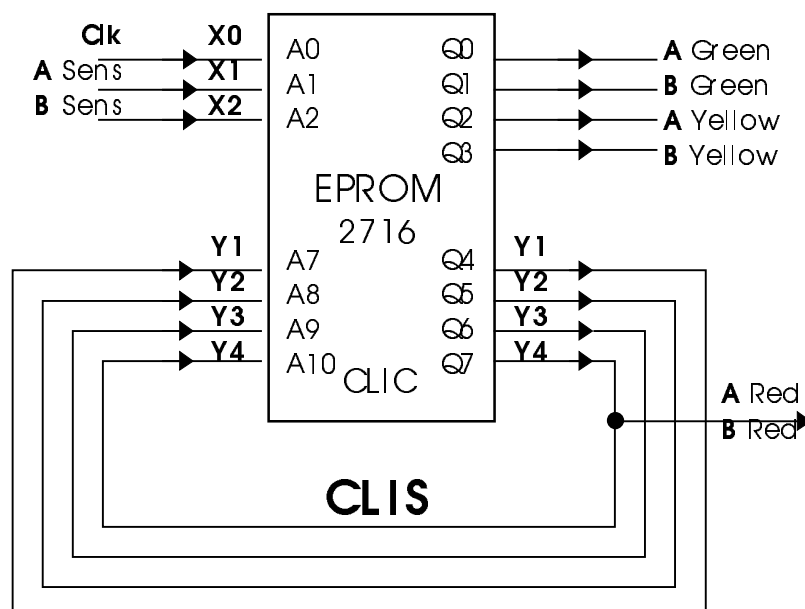 Clk X0 A0 Q0 A Green
A Sens X1 A1 Q1 B Green
B Sens X2 A2 Q2 A Yellow
Q3 B Yellow
EPROM
2716
Y1 A7 Q4 Y1
Y2 A8 Q5 Y2
Y3 A9 Q6 Y3
Y4 A10 Q7 Y4
CLIC
A Red
B Red
CLIS